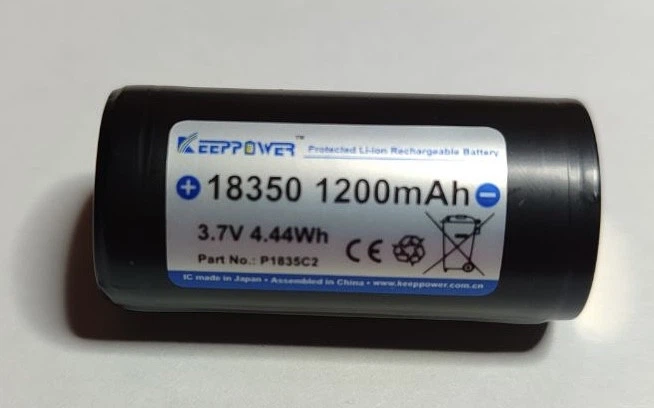 KEEPPOWER™ Protected Li-ion Rechargeable Battery
+ 18350 1200mAh -
3.7V 4.44Wh
CE
Part No.: P1835C2
IC made in Japan • Assembled in China • www.keeppower.com.cn